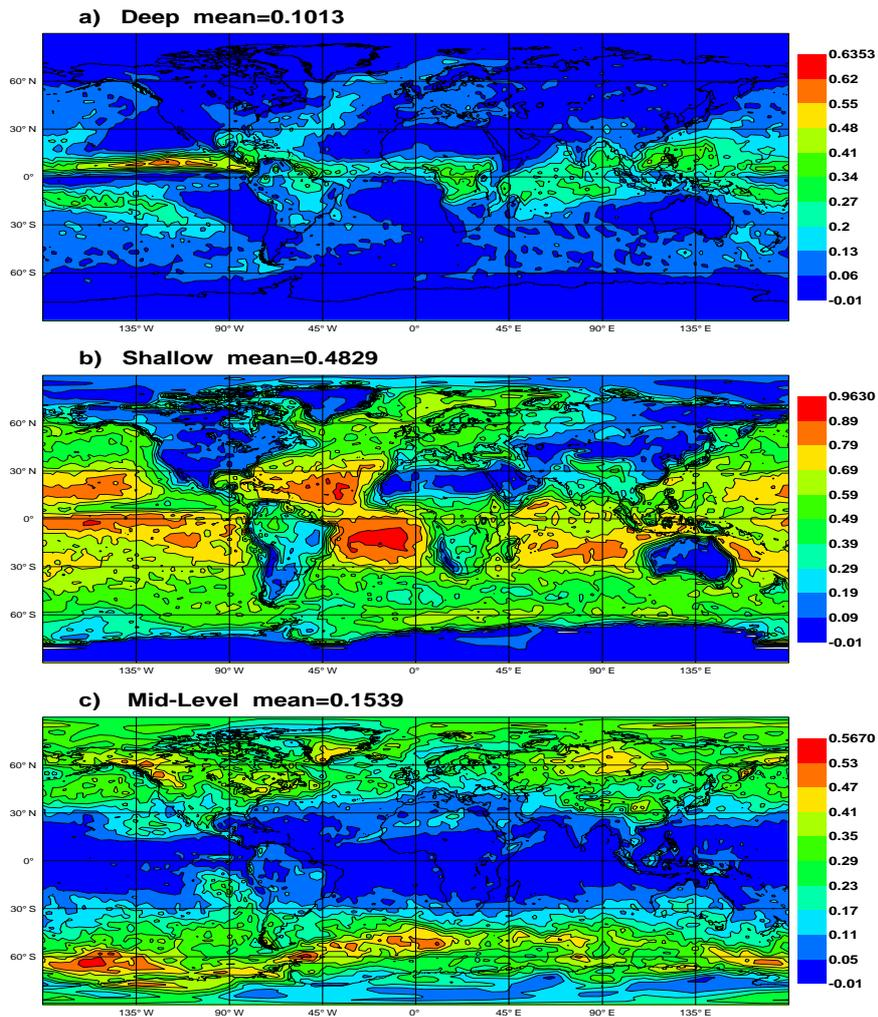 a) Deep mean=0.1013
60° N
30° N
0°
30° S
60° S
135° W 90° W 45° W 0° 45° E 90° E 135° E
0.6353
0.62
0.55
0.48
0.41
0.34
0.27
0.2
0.13
0.06
-0.01
b) Shallow mean=0.4829
60° N
30° N
0°
30° S
60° S
135° W 90° W 45° W 0° 45° E 90° E 135° E
0.9630
0.89
0.79
0.69
0.59
0.49
0.39
0.29
0.19
0.09
-0.01
c) Mid-Level mean=0.1539
60° N
30° N
0°
30° S
60° S
135° W 90° W 45° W 0° 45° E 90° E 135° E
0.5670
0.53
0.47
0.41
0.35
0.29
0.23
0.17
0.11
0.05
-0.01